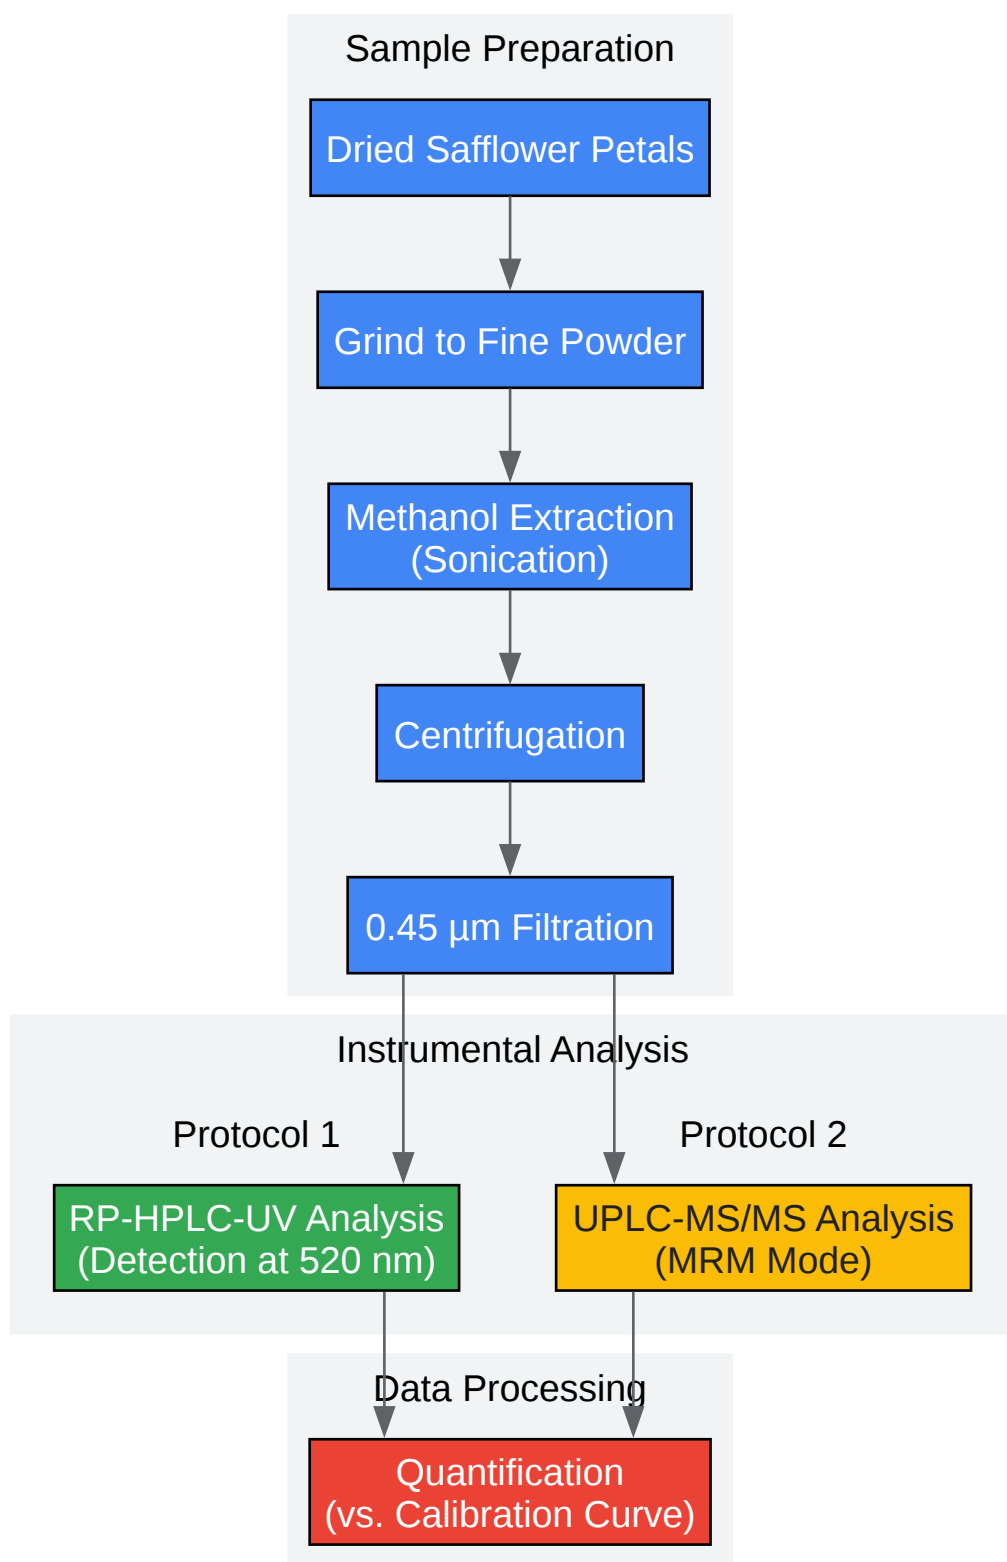 Sample Preparation
Dried Safflower Petals
Grind to Fine Powder
Methanol Extraction
(Sonication)
Centrifugation
0.45 µm Filtration
Instrumental Analysis
Protocol 1
Protocol 2
RP-HPLC-UV Analysis
(Detection at 520 nm)
UPLC-MS/MS Analysis
(MRM Mode)
Data Processing
Quantification
(vs. Calibration Curve)